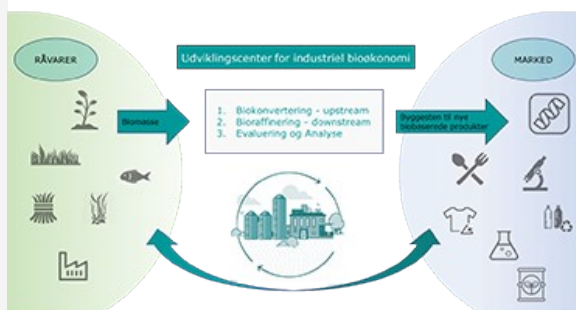 RÅVARER
Udviklingscenter for industriel bioøkonomi
MARKED
Biomasse
1. Biokonvertering - upstream
2. Bioraffinering - downstream
3. Evaluering og Analyse
Byggesten til nye
biobaserede produkter